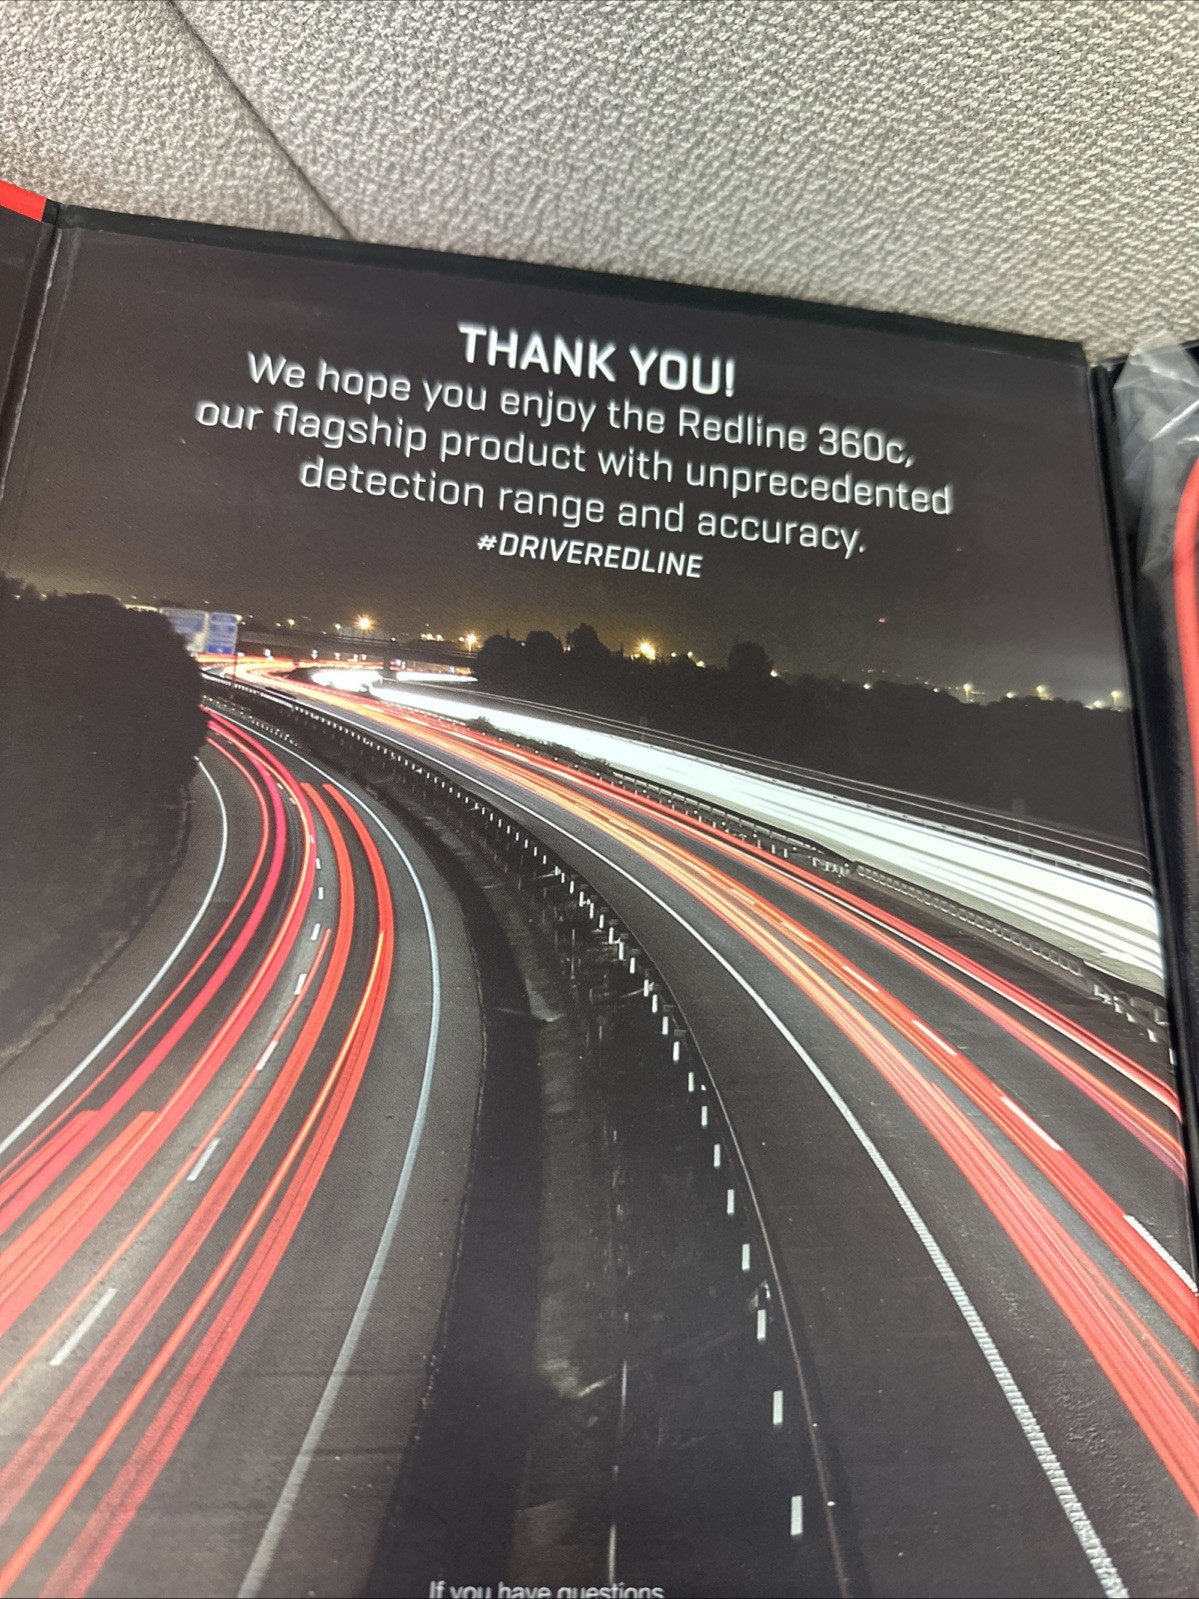 THANK YOU!
We hope you enjoy the Redline 360c,
our flagship product with unprecedented
detection range and accuracy.
#DRIVEREDLINE
If you have questions